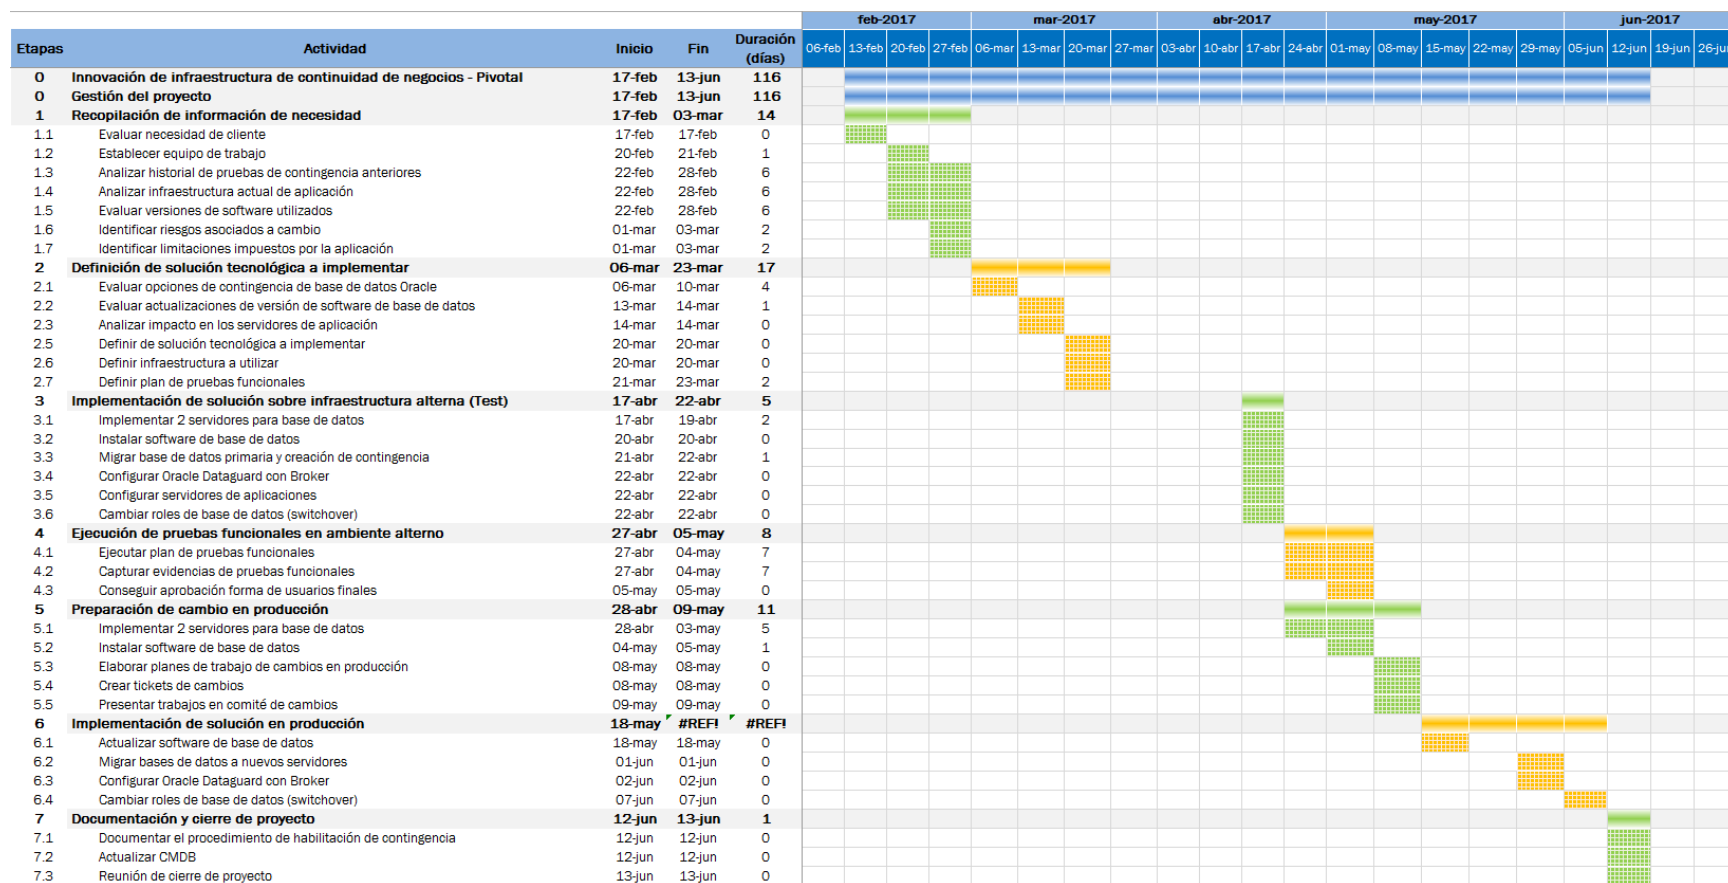 feb-2017 mar-2017 abr-2017 may-2017 jun-2017
Etapas Actividad Inicio Fin Duración (días) 06-feb 13-feb 20-feb 27-feb 06-mar 13-mar 20-mar 27-mar 03-abr 10-abr 17-abr 24-abr 01-may 08-may 15-may 22-may 29-may 05-jun 12-jun 19-jun 26-jun
0 Innovación de infraestructura de continuidad de negocios - Pivotal 17-feb 13-jun 116
0 Gestión del proyecto 17-feb 13-jun 116
1 Recopilación de información de necesidad 17-feb 03-mar 14
1.1 Evaluar necesidad de cliente 17-feb 17-feb 0
1.2 Establecer equipo de trabajo 20-feb 21-feb 1
1.3 Analizar historial de pruebas de contingencia anteriores 22-feb 28-feb 6
1.4 Analizar infraestructura actual de aplicación 22-feb 28-feb 6
1.5 Evaluar versiones de software utilizados 22-feb 28-feb 6
1.6 Identificar riesgos asociados a cambio 01-mar 03-mar 2
1.7 Identificar limitaciones impuestos por la aplicación 01-mar 03-mar 2
2 Definición de solución tecnológica a implementar 06-mar 23-mar 17
2.1 Evaluar opciones de contingencia de base de datos Oracle 06-mar 10-mar 4
2.2 Evaluar actualizaciones de versión de software de base de datos 13-mar 14-mar 1
2.3 Analizar impacto en los servidores de aplicación 14-mar 14-mar 0
2.5 Definir de solución tecnológica a implementar 20-mar 20-mar 0
2.6 Definir infraestructura a utilizar 20-mar 20-mar 0
2.7 Definir plan de pruebas funcionales 21-mar 23-mar 2
3 Implementación de solución sobre infraestructura alterna (Test) 17-abr 22-abr 5
3.1 Implementar 2 servidores para base de datos 17-abr 19-abr 2
3.2 Instalar software de base de datos 20-abr 20-abr 0
3.3 Migrar base de datos primaria y creación de contingencia 21-abr 22-abr 1
3.4 Configurar Oracle Dataguard con Broker 22-abr 22-abr 0
3.5 Configurar servidores de aplicaciones 22-abr 22-abr 0
3.6 Cambiar roles de base de datos (switchover) 22-abr 22-abr 0
4 Ejecución de pruebas funcionales en ambiente alterno 27-abr 05-may 8
4.1 Ejecutar plan de pruebas funcionales 27-abr 04-may 7
4.2 Capturar evidencias de pruebas funcionales 27-abr 04-may 7
4.3 Conseguir aprobación forma de usuarios finales 05-may 05-may 0
5 Preparación de cambio en producción 28-abr 09-may 11
5.1 Implementar 2 servidores para base de datos 28-abr 03-may 5
5.2 Instalar software de base de datos 04-may 05-may 1
5.3 Elaborar planes de trabajo de cambios en producción 08-may 08-may 0
5.4 Crear tickets de cambios 08-may 08-may 0
5.5 Presentar trabajos en comité de cambios 09-may 09-may 0
6 Implementación de solución en producción 18-may #REF! #REF!
6.1 Actualizar software de base de datos 18-may 18-may 0
6.2 Migrar bases de datos a nuevos servidores 01-jun 01-jun 0
6.3 Configurar Oracle Dataguard con Broker 02-jun 02-jun 0
6.4 Cambiar roles de base de datos (switchover) 07-jun 07-jun 0
7 Documentación y cierre de proyecto 12-jun 13-jun 1
7.1 Documentar el procedimiento de habilitación de contingencia 12-jun 12-jun 0
7.2 Actualizar CMDB 12-jun 12-jun 0
7.3 Reunión de cierre de proyecto 13-jun 13-jun 0